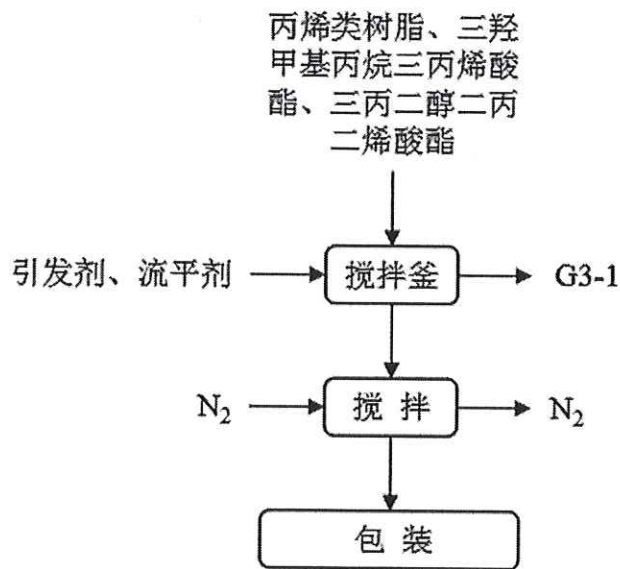 丙烯类树脂、三羟
甲基丙烷三丙烯酸
酯、三丙二醇二丙
二烯酸酯
引发剂、流平剂
搅拌釜
G3-1
N₂
搅 拌
N₂
包 装